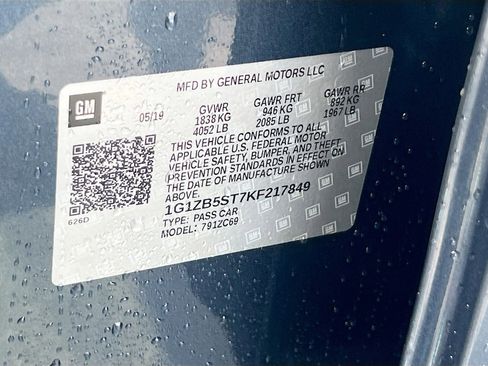 MFD BY GENERAL MOTORS LLC
GM
05/19 GVWR GAWR FRT GAWR RR
1838 KG 946 KG 892 KG
4052 LB 2085 LB 1967 LB
THIS VEHICLE CONFORMS TO ALL
APPLICABLE U.S. FEDERAL MOTOR
VEHICLE SAFETY, BUMPER, AND THEFT
PREVENTION STANDARDS IN EFFECT ON
THE DATE OF MANUFACTURE SHOWN
ABOVE.
626D
1G1ZB5ST7KF217849
TYPE: PASS CAR
MODEL: 791ZC69